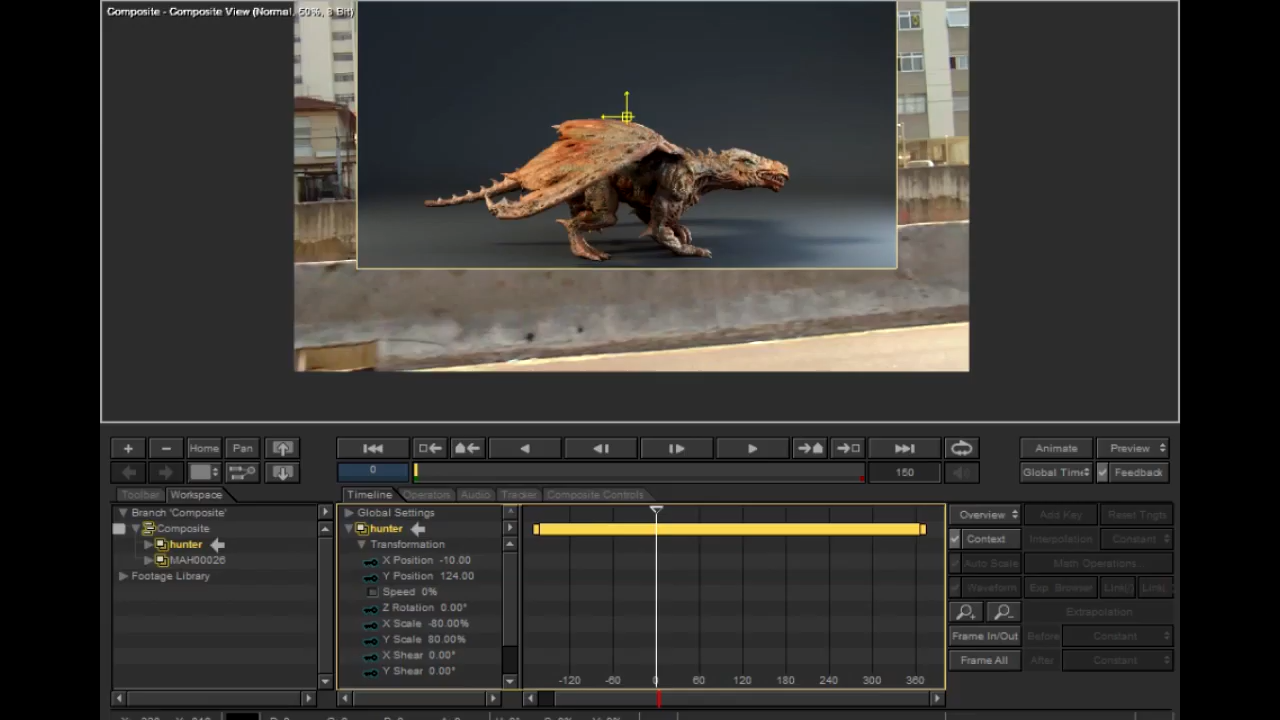 Composite - Composite View (Normal, 50%, 8 Bit)
+ - Home Pan Animate Preview
0 150 Global Time Feedback
Toolbar Workspace Timeline Operators Audio Tracker Composite Controls
Branch 'Composite' Global Settings Overview Add Key Reset Tngts
Composite hunter Context Interpolation Constant
hunter Transformation
MAH00026 X Position -10.00 Auto Scale Math Operations...
Footage Library Y Position 124.00
Speed 0% Waveform Exp. Browser Link() Link(
Z Rotation 0.00°
X Scale -80.00%
Y Scale 80.00% Frame In/Out Before Constant
X Shear 0.00° Frame All After Constant
Y Shear 0.00°
Extrapolation
-120 -60 0 60 120 180 240 300 360